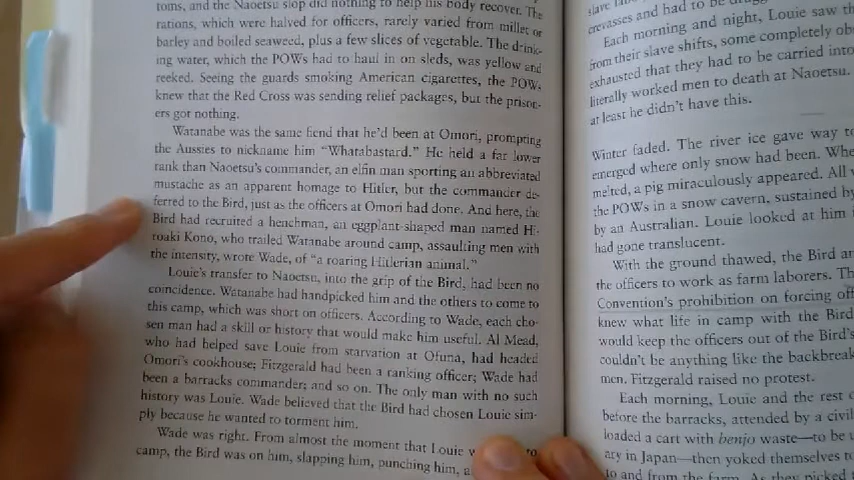 toms, and the Naoetsu slop did nothing to help his body recover. The
rations, which were halved for officers, rarely varied from millet or
barley and boiled seaweed, plus a few slices of vegetable. The drink-
ing water, which the POWs had to haul in on sleds, was yellow and
reeked. Seeing the guards smoking American cigarettes, the POWs
knew that the Red Cross was sending relief packages, but the prison-
ers got nothing.
Watanabe was the same fiend that he'd been at Omori, prompting
the Aussies to nickname him "Whatabastard." He held a far lower
rank than Naoetsu's commander, an elfin man sporting an abbreviated
mustache as an apparent homage to Hitler, but the commander de-
ferred to the Bird, just as the officers at Omori had done. And here, the
Bird had recruited a henchman, an eggplant-shaped man named Hi-
roaki Kono, who trailed Watanabe around camp, assaulting men with
the intensity, wrote Wade, of "a roaring Hitlerian animal."
Louie's transfer to Naoetsu, into the grip of the Bird, had been no
coincidence. Watanabe had handpicked him and the others to come to
this camp, which was short on officers. According to Wade, each cho-
sen man had a skill or history that would make him useful. Al Mead,
who had helped save Louie from starvation at Ofuna, had headed
Omori's cookhouse; Fitzgerald had been a ranking officer; Wade had
been a barracks commander; and so on. The only man with no such
history was Louie. Wade believed that the Bird had chosen Louie sim-
ply because he wanted to torment him.
Wade was right. From almost the moment that Louie w to
camp, the Bird was on him, slapping him, punching him, a
slave
crevasses and had to be
Each morning and night, Louie saw th
from their slave shifts, some completely ob
exhausted that they had to be carried into
literally worked men to death at Naoetsu.
at least he didn't have this.
Winter faded. The river ice gave way to
emerged where only snow had been. Whe
melted, a pig miraculously appeared. All
the POWs in a snow cavern, sustained by
by an Australian. Louie looked at him
had gone translucent.
With the ground thawed, the Bird an
the officers to work as farm laborers. Th
Convention's prohibition on forcing off
knew what life in camp with the Bird
would keep the officers out of the Bird's
couldn't be anything like the backbreak
men. Fitzgerald raised no protest.
Each morning, Louie and the rest o
before the barracks, attended by a civil
loaded a cart with benjo waste—to be u
ary in Japan—then yoked themselves to
to and from the farm. As they picked